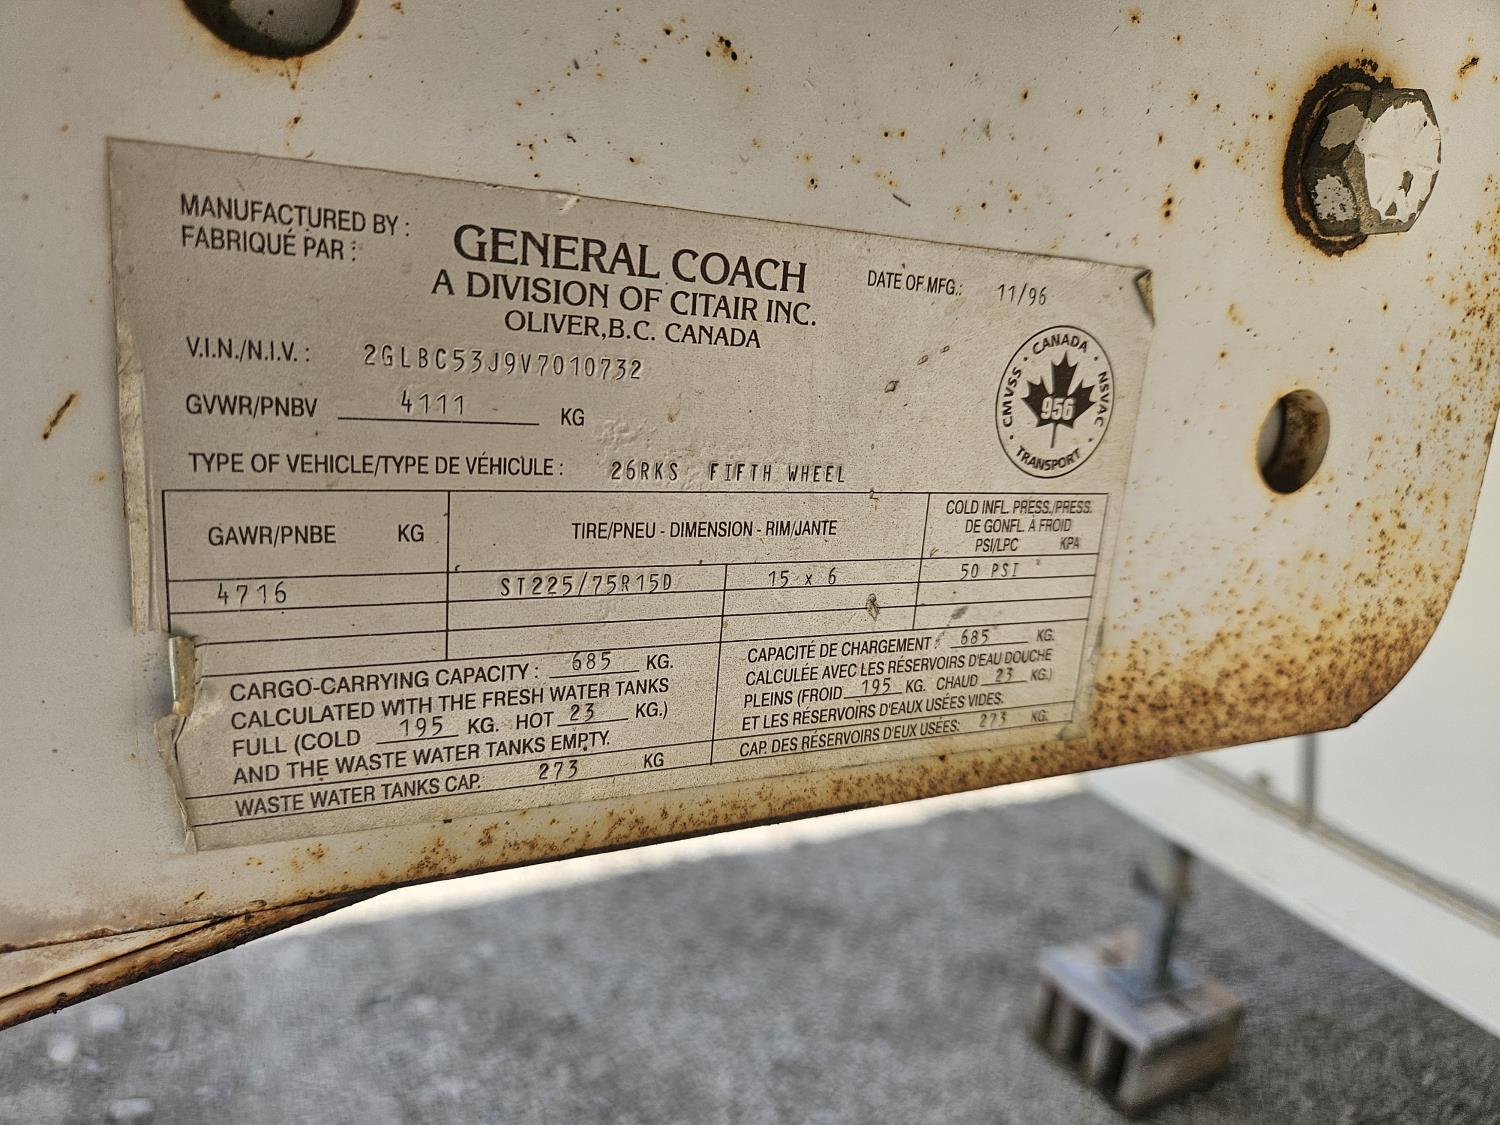 MANUFACTURED BY :
FABRIQUÉ PAR :
GENERAL COACH
A DIVISION OF CITAIR INC.
OLIVER, B.C. CANADA
DATE OF MFG.: 11/96
V.I.N./N.I.V. : 2GLBC53J9V7010732
GVWR/PNBV 4111 KG
CANADA
CMVSS NSVAC
956
TRANSPORT
TYPE OF VEHICLE/TYPE DE VÉHICULE : 26RKS FIFTH WHEEL
GAWR/PNBE KG
TIRE/PNEU - DIMENSION - RIM/JANTE
COLD INFL. PRESS./PRESS.
DE GONFL. À FROID
PSI/LPC KPA
4716 ST225/75R15D 15 x 6 50 PSI
CARGO-CARRYING CAPACITY : 685 KG.
CALCULATED WITH THE FRESH WATER TANKS
FULL (COLD 195 KG. HOT 23 KG.)
AND THE WASTE WATER TANKS EMPTY.
WASTE WATER TANKS CAP. 273 KG
CAPACITÉ DE CHARGEMENT : 685 KG.
CALCULÉE AVEC LES RÉSERVOIRS D'EAU DOUCHE
PLEINS (FROID 195 KG. CHAUD 23 KG.)
ET LES RÉSERVOIRS D'EAUX USÉES VIDES.
CAP. DES RÉSERVOIRS D'EUX USÉES: 273 KG.